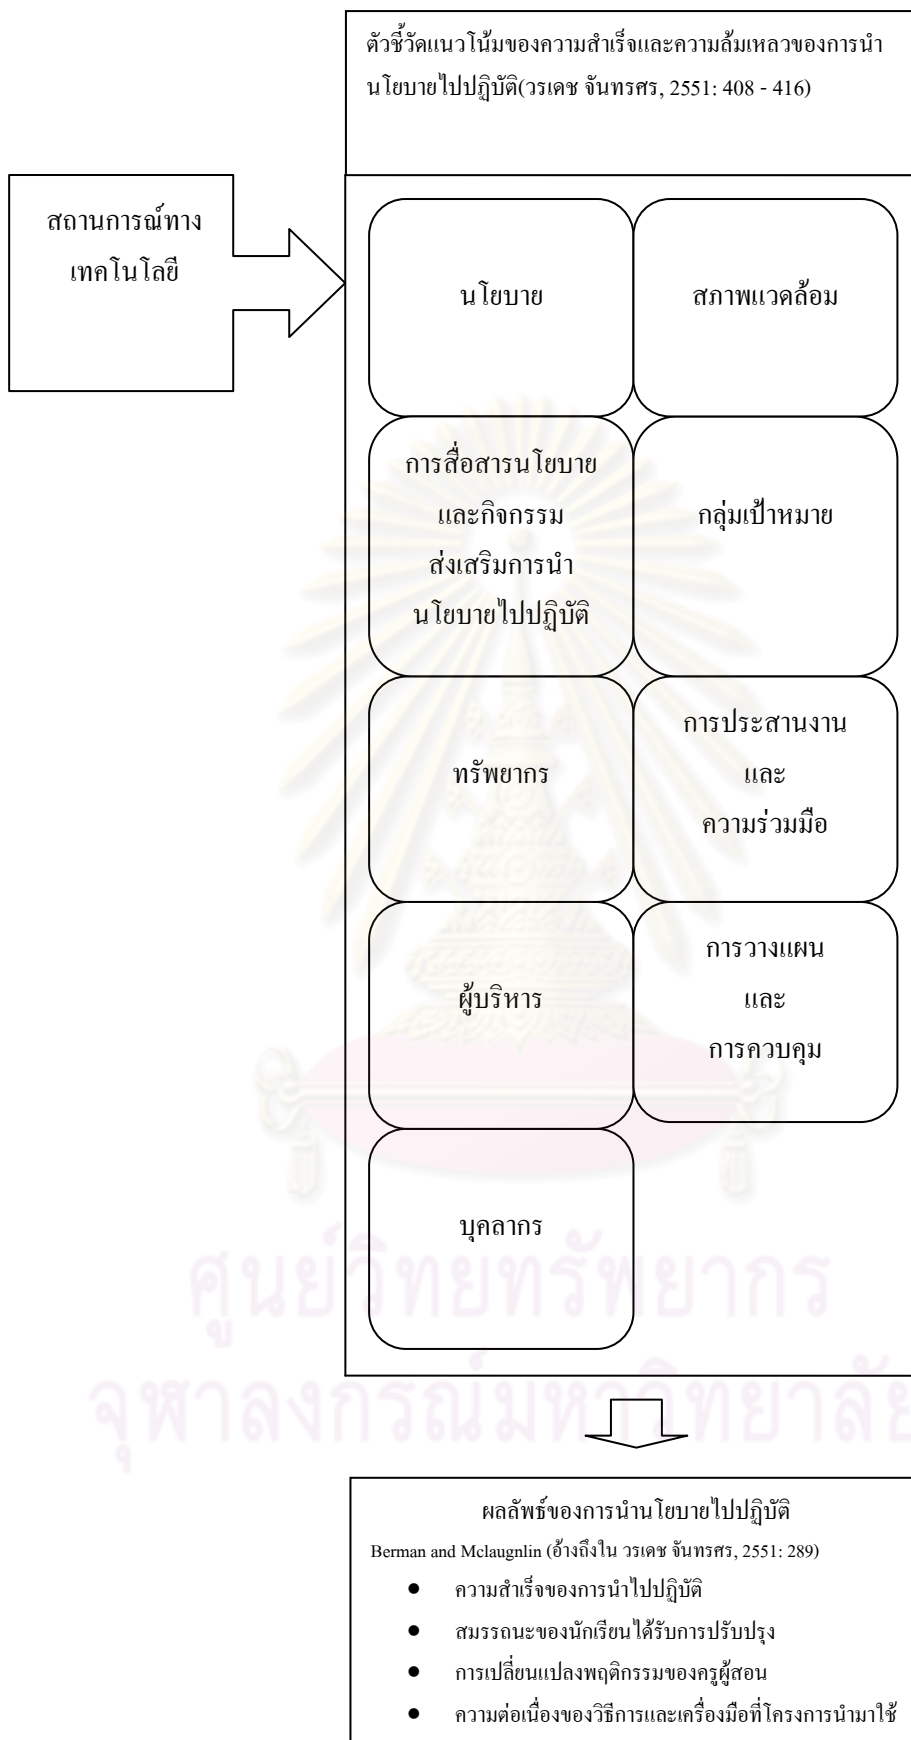 ตัวชี้วัดแนวโน้มของความสำเร็จและความล้มเหลวของการนำ
นโยบายไปปฏิบัติ(วรเดช จันทรศร, 2551: 408 - 416)
สถานการณ์ทาง
เทคโนโลยี
นโยบาย
สภาพแวดล้อม
การสื่อสารนโยบาย
และกิจกรรม
ส่งเสริมการนำ
นโยบายไปปฏิบัติ
กลุ่มเป้าหมาย
ทรัพยากร
การประสานงาน
และ
ความร่วมมือ
ผู้บริหาร
การวางแผน
และ
การควบคุม
บุคลากร
ศูนย์วิทยทรัพยากร
จุฬาลงกรณ์มหาวิทยาลัย
ผลลัพธ์ของการนำนโยบายไปปฏิบัติ
Berman and Mclaugnlin (อ้างถึงใน วรเดช จันทรศร, 2551: 289)
● ความสำเร็จของการนำไปปฏิบัติ
● สมรรถนะของนักเรียนได้รับการปรับปรุง
● การเปลี่ยนแปลงพฤติกรรมของครูผู้สอน
● ความต่อเนื่องของวิธีการและเครื่องมือที่โครงการนำมาใช้